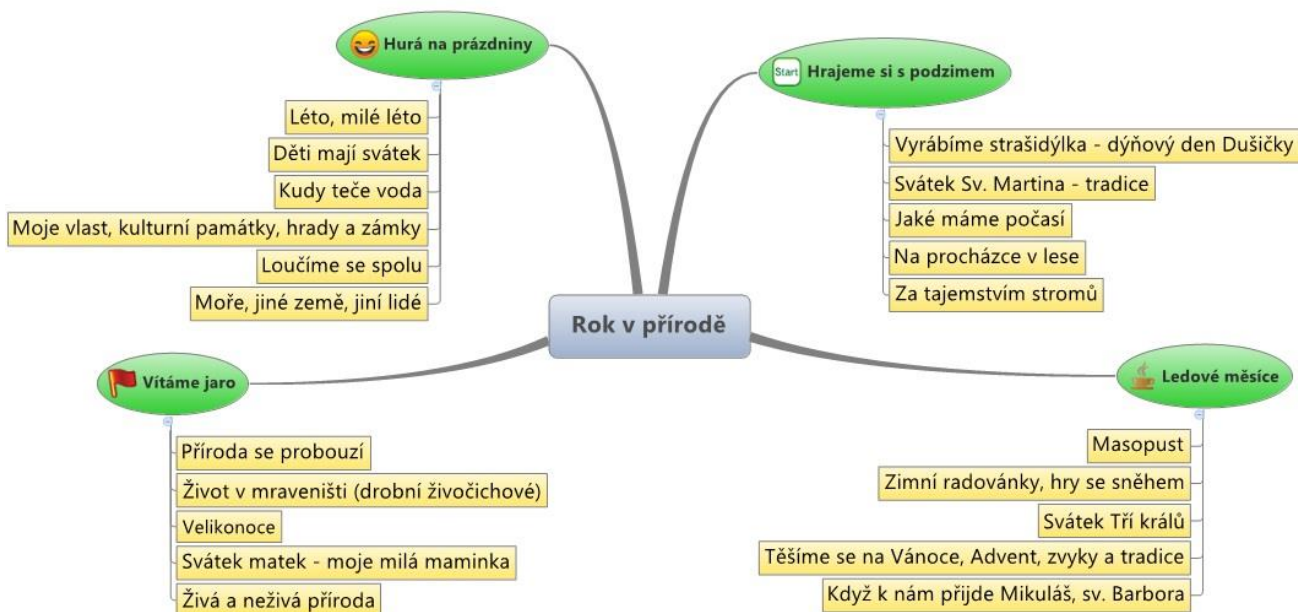 Hurá na prázdniny
Léto, milé léto
Děti mají svátek
Kudy teče voda
Moje vlast, kulturní památky, hrady a zámky
Loučíme se spolu
Moře, jiné země, jiní lidé
Start
Hrajeme si s podzimem
Vyrábíme strašidýlka - dýňový den Dušičky
Svátek Sv. Martina - tradice
Jaké máme počasí
Na procházce v lese
Za tajemstvím stromů
Rok v přírodě
Vítáme jaro
Příroda se probouzí
Život v mraveništi (drobní živočichové)
Velikonoce
Svátek matek - moje milá maminka
Živá a neživá příroda
Ledové měsíce
Masopust
Zimní radovánky, hry se sněhem
Svátek Tří králů
Těšíme se na Vánoce, Advent, zvyky a tradice
Když k nám přijde Mikuláš, sv. Barbora